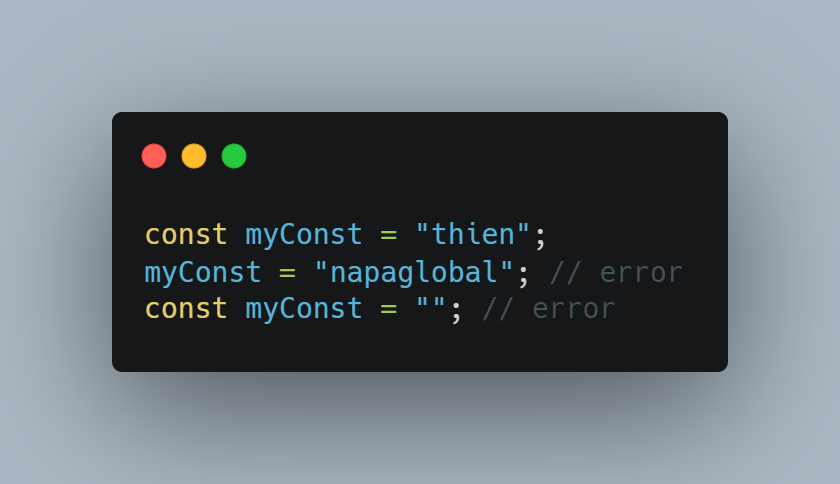 const myConst = "thien";
myConst = "napaglobal"; // error
const myConst = ""; // error